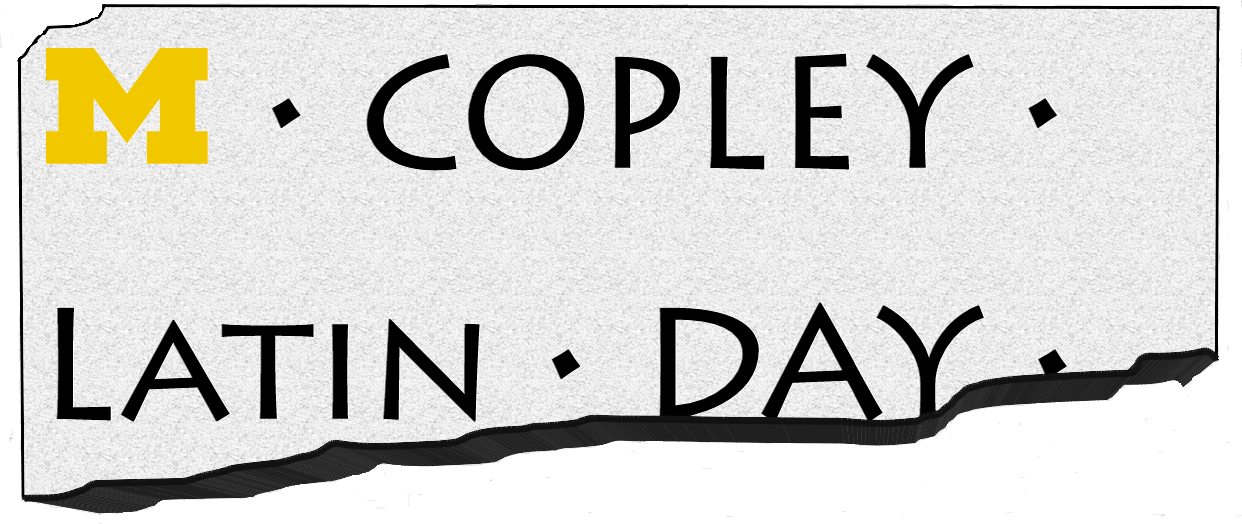 M · COPLEY ·
LATIN · DAY ·